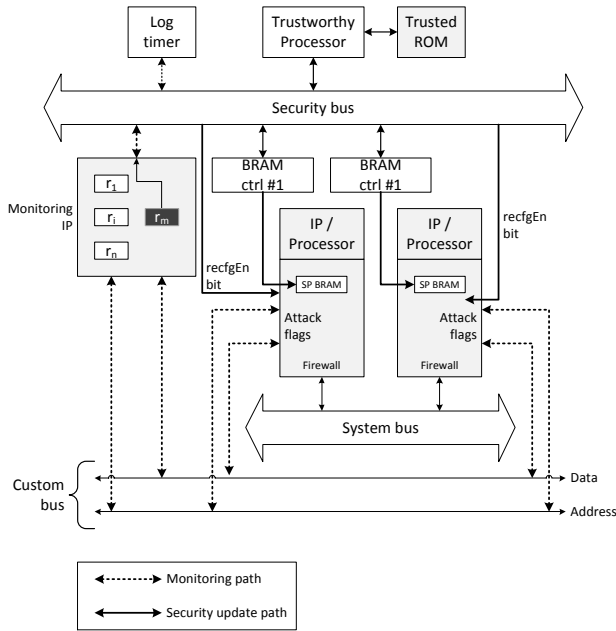 Log
timer
Trustworthy
Processor
Trusted
ROM
Security bus
BRAM
ctrl #1
BRAM
ctrl #1
Monitoring
IP
r1
ri
rm
rn
recfgEn
bit
IP /
Processor
SP BRAM
Attack
flags
Firewall
IP /
Processor
SP BRAM
Attack
flags
Firewall
recfgEn
bit
System bus
Custom
bus
Data
Address
Monitoring path
Security update path